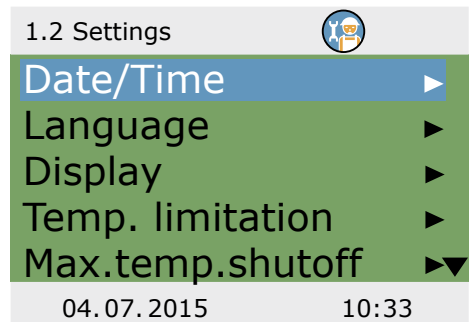 1.2 Settings
Date/Time
Language
Display
Temp. limitation
Max.temp.shutoff
04.07.2015 10:33